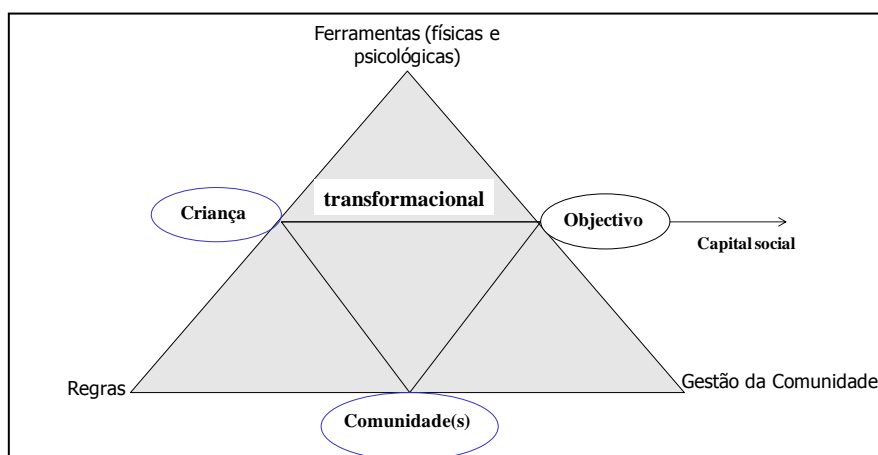 Ferramentas (físicas e
psicológicas)
transformacional
Criança
Objectivo
Capital social
Regras
Gestão da Comunidade
Comunidade(s)